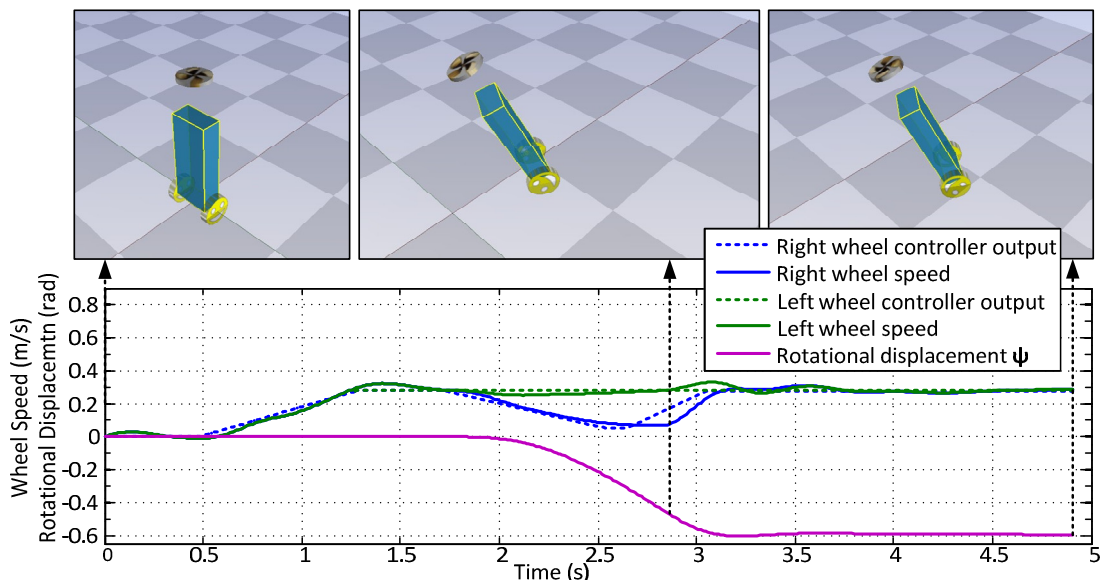 Right wheel controller output
Right wheel speed
Left wheel controller output
Left wheel speed
Rotational displacement ψ
Wheel Speed (m/s)
Rotational Displacemtn (rad)
0.8
0.6
0.4
0.2
0
-0.2
-0.4
-0.6
0 0.5 1 1.5 2 2.5 3 3.5 4 4.5 5
Time (s)